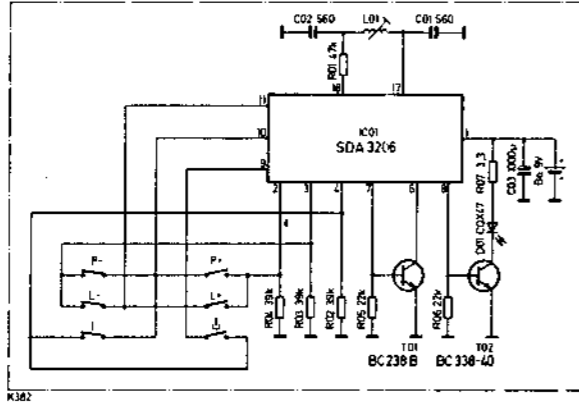 C02 560
L01
C01 560
R01 47k
16
17
11
10
9
IC01
SDA 3206
1
2
3
4
7
6
8
R07 3,3
C03 1000µ
Ba. 9V
D01 CQX47
P-
P+
L-
L+
R04 39k
R03 39k
R02 39k
R05 22k
R06 22k
T01
BC 238 B
T02
BC 338-40
K382